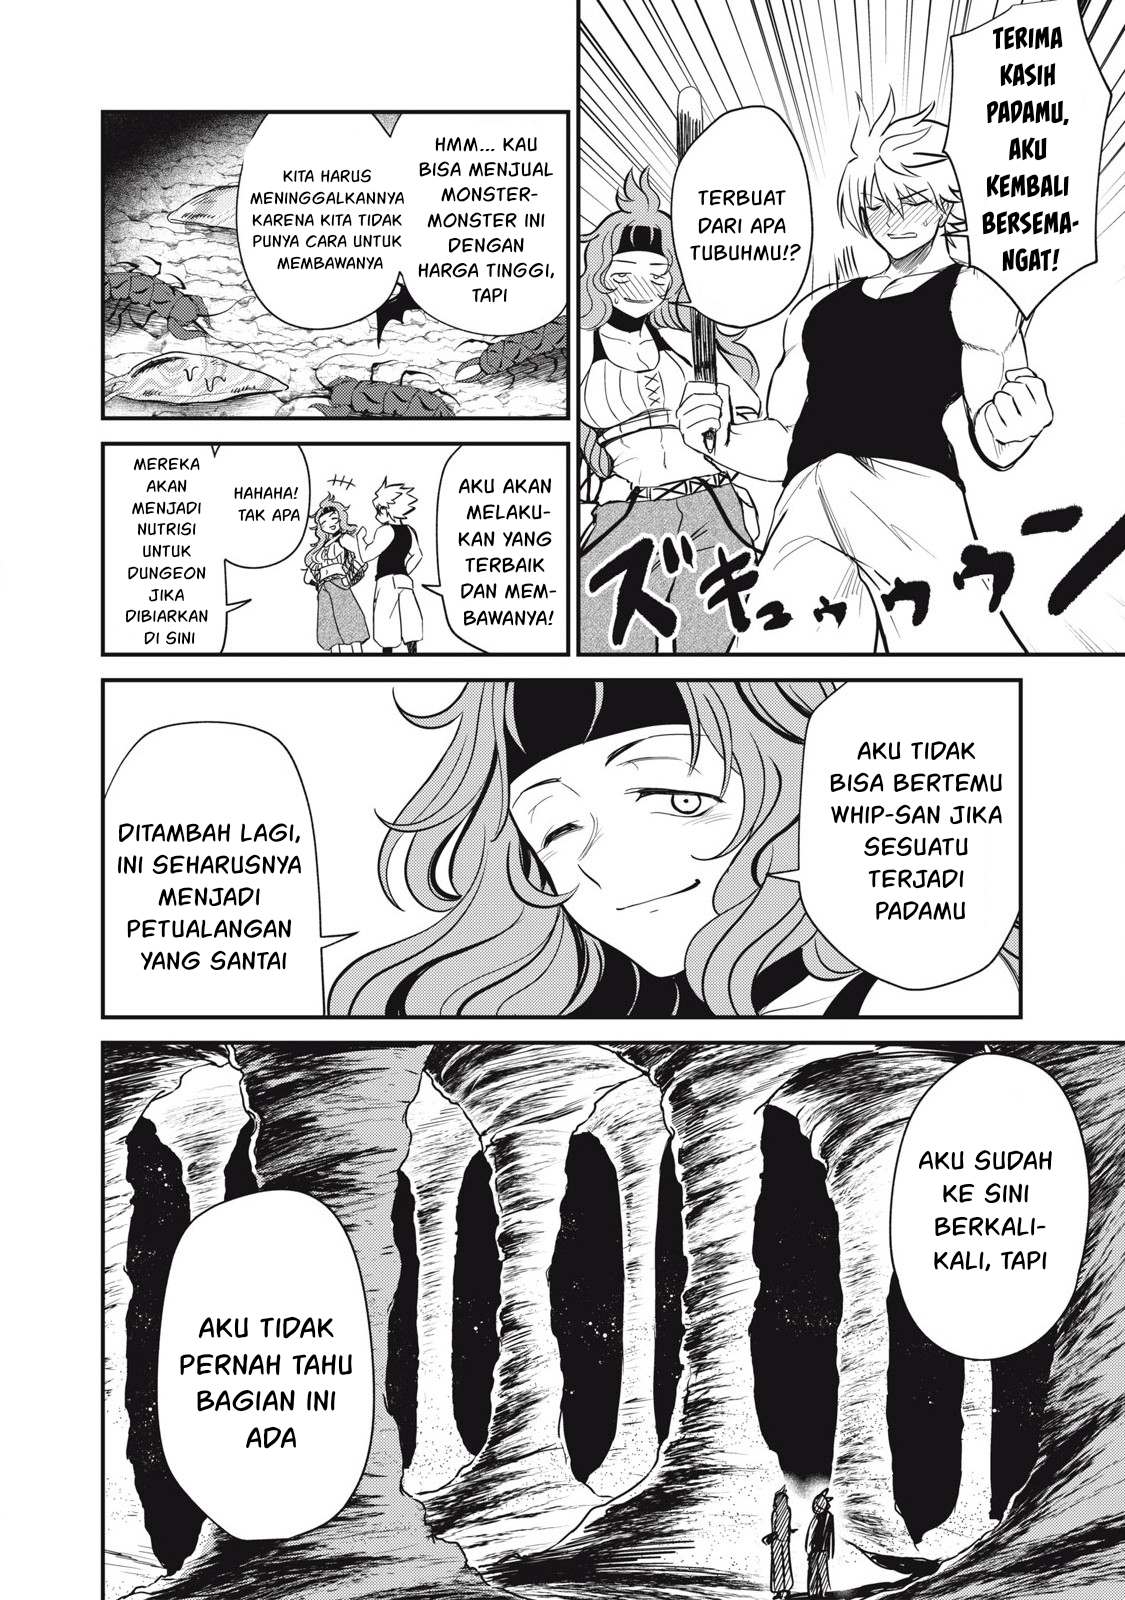 TERIMA
KASIH
PADAMU,
AKU
KEMBALI
BERSEMA-
NGAT!
TERBUAT
DARI APA
TUBUHMU!?
ズキュゥゥゥン
HMM... KAU
BISA MENJUAL
MONSTER-
MONSTER INI
DENGAN
HARGA TINGGI,
TAPI
KITA HARUS
MENINGGALKANNYA
KARENA KITA TIDAK
PUNYA CARA UNTUK
MEMBAWANYA
AKU AKAN
MELAKU-
KAN YANG
TERBAIK
DAN MEM-
BAWANYA!
HAHAHA!
TAK APA
MEREKA
AKAN
MENJADI
NUTRISI
UNTUK
DUNGEON
JIKA
DIBIARKAN
DI SINI
AKU TIDAK
BISA BERTEMU
WHIP-SAN JIKA
SESUATU
TERJADI
PADAMU
DITAMBAH LAGI,
INI SEHARUSNYA
MENJADI
PETUALANGAN
YANG SANTAI
AKU SUDAH
KE SINI
BERKALI-
KALI, TAPI
AKU TIDAK
PERNAH TAHU
BAGIAN INI
ADA